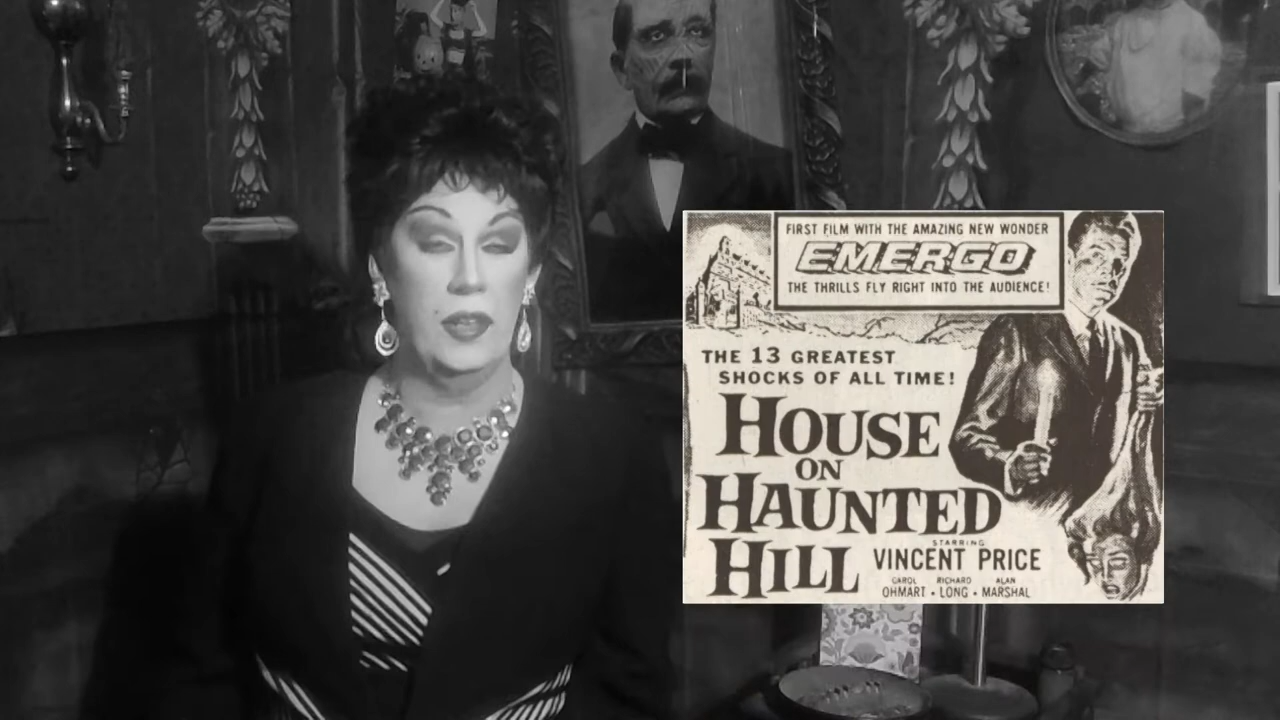 FIRST FILM WITH THE AMAZING NEW WONDER
EMERGO
THE THRILLS FLY RIGHT INTO THE AUDIENCE!
THE 13 GREATEST
SHOCKS OF ALL TIME!
HOUSE
ON
HAUNTED
HILL
STARRING
VINCENT PRICE
CAROL OHMART • RICHARD LONG • ALAN MARSHAL